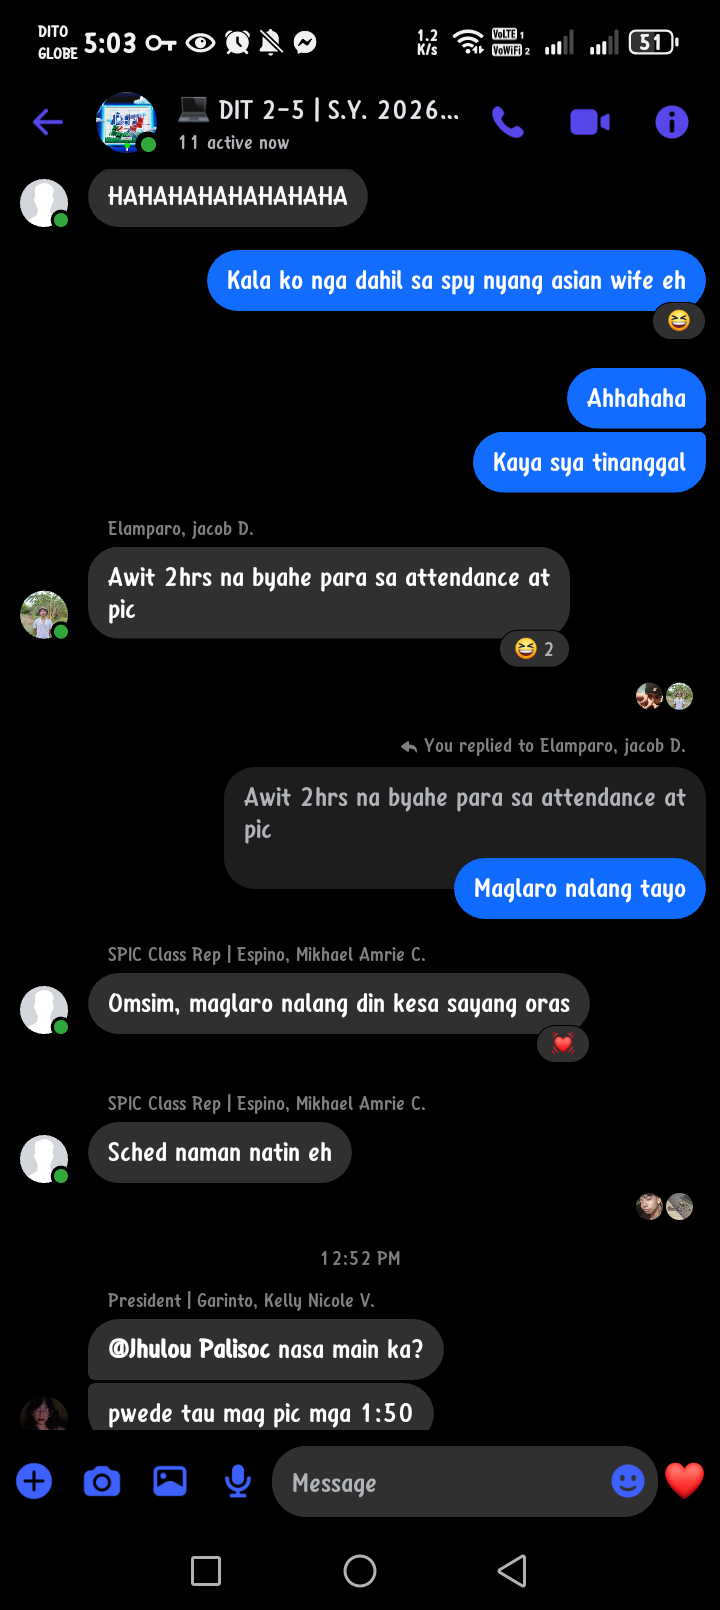 DITO
GLOBE
5:03
1.2
K/s
VoLTE 1
VoWiFi 2
51
DIT 2-5 | S.Y. 2026...
11 active now
HAHAHAHAHAHAHAHA
Kala ko nga dahil sa spy nyang asian wife eh
Ahhahaha
Kaya sya tinanggal
Elamparo, jacob D.
Awit 2hrs na byahe para sa attendance at
pic
2
You replied to Elamparo, jacob D.
Awit 2hrs na byahe para sa attendance at
pic
Maglaro nalang tayo
SPIC Class Rep | Espino, Mikhael Amrie C.
Omsim, maglaro nalang din kesa sayang oras
SPIC Class Rep | Espino, Mikhael Amrie C.
Sched naman natin eh
12:52 PM
President | Garinto, Kelly Nicole V.
@Jhulou Palisoc nasa main ka?
pwede tau mag pic mga 1:50
Message